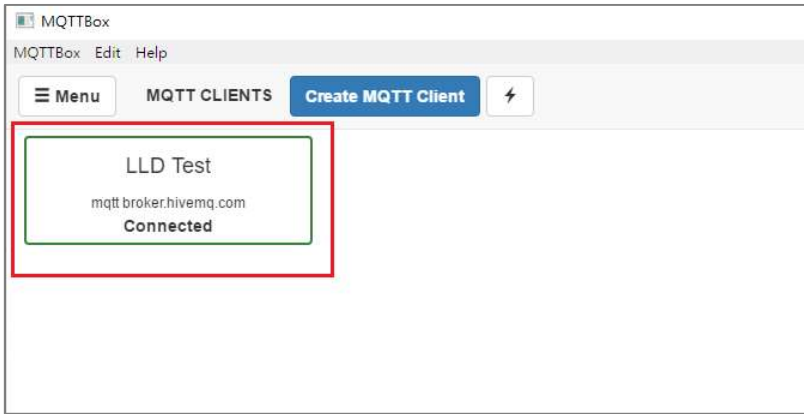 MQTTBox
MQTTBox Edit Help
Menu MQTT CLIENTS Create MQTT Client
LLD Test
mqtt broker.hivemq.com
Connected